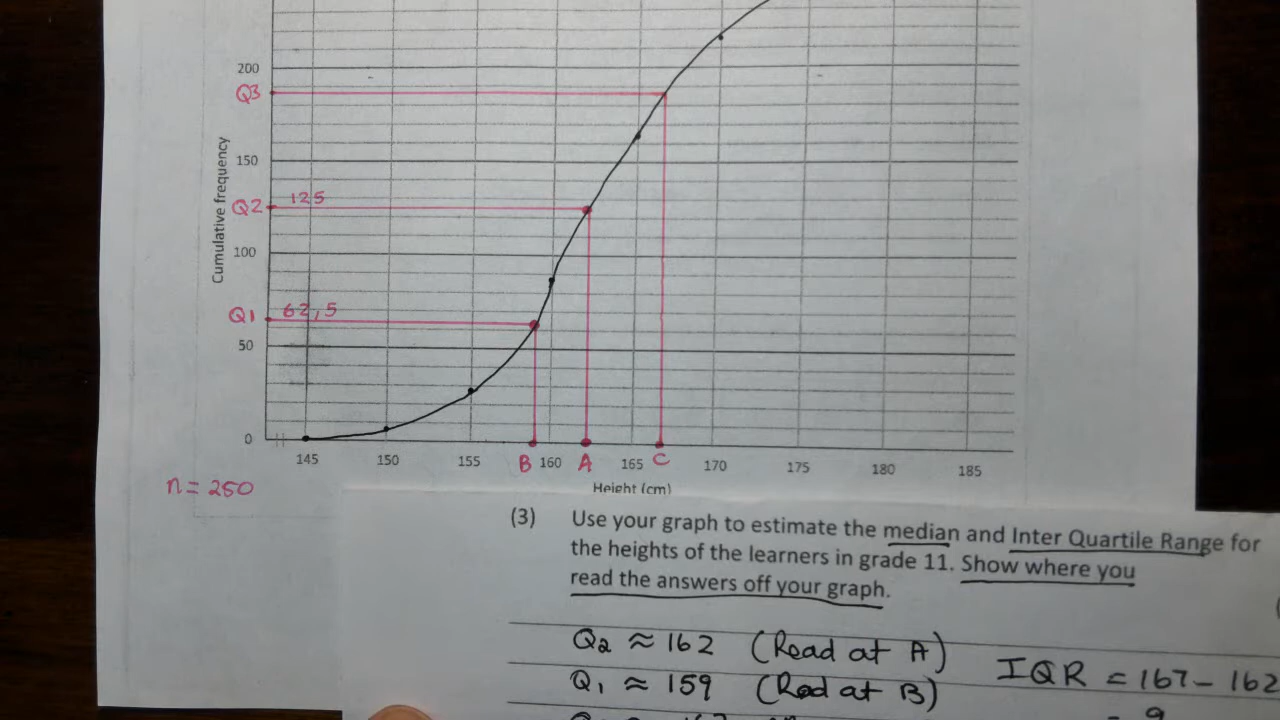 200
Q3
150
Cumulative frequency
Q2 125
100
Q1 62,5
50
0
145 150 155 B 160 A 165 C 170 175 180 185
n = 250
Height (cm)
(3) Use your graph to estimate the median and Inter Quartile Range for
the heights of the learners in grade 11. Show where you
read the answers off your graph.
Q2 ≈ 162 (Read at A) IQR = 167 - 162
Q1 ≈ 159 (Read at B)